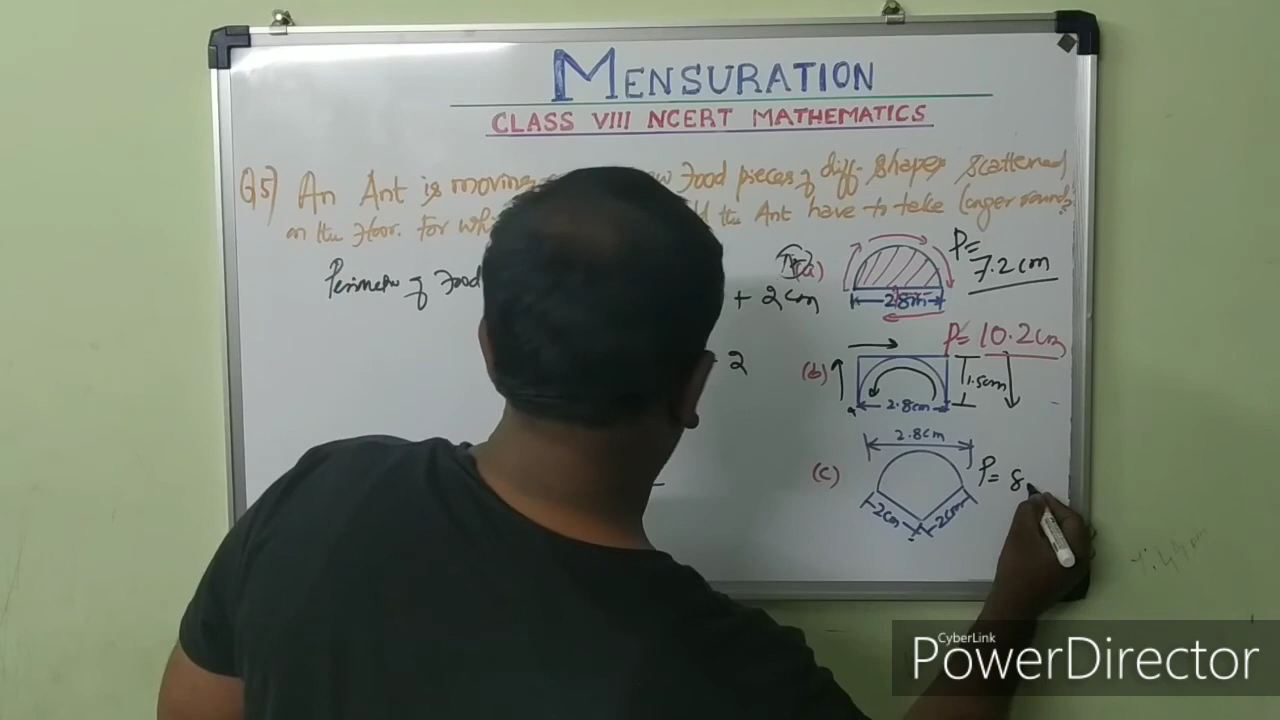 MENSURATION
CLASS VIII NCERT MATHEMATICS
Q5) An Ant is moving Food pieces of diff. shapes scattered
on the Floor. For the Ant have to take longer round?
Perimeter of Food
πr
+ 2cm
2
(a)
2.8cm
P=
7.2cm
(b)
2.8cm
1.5cm
P= 10.2cm
(c)
2.8cm
2cm
2cm
P= 8
CyberLink
PowerDirector